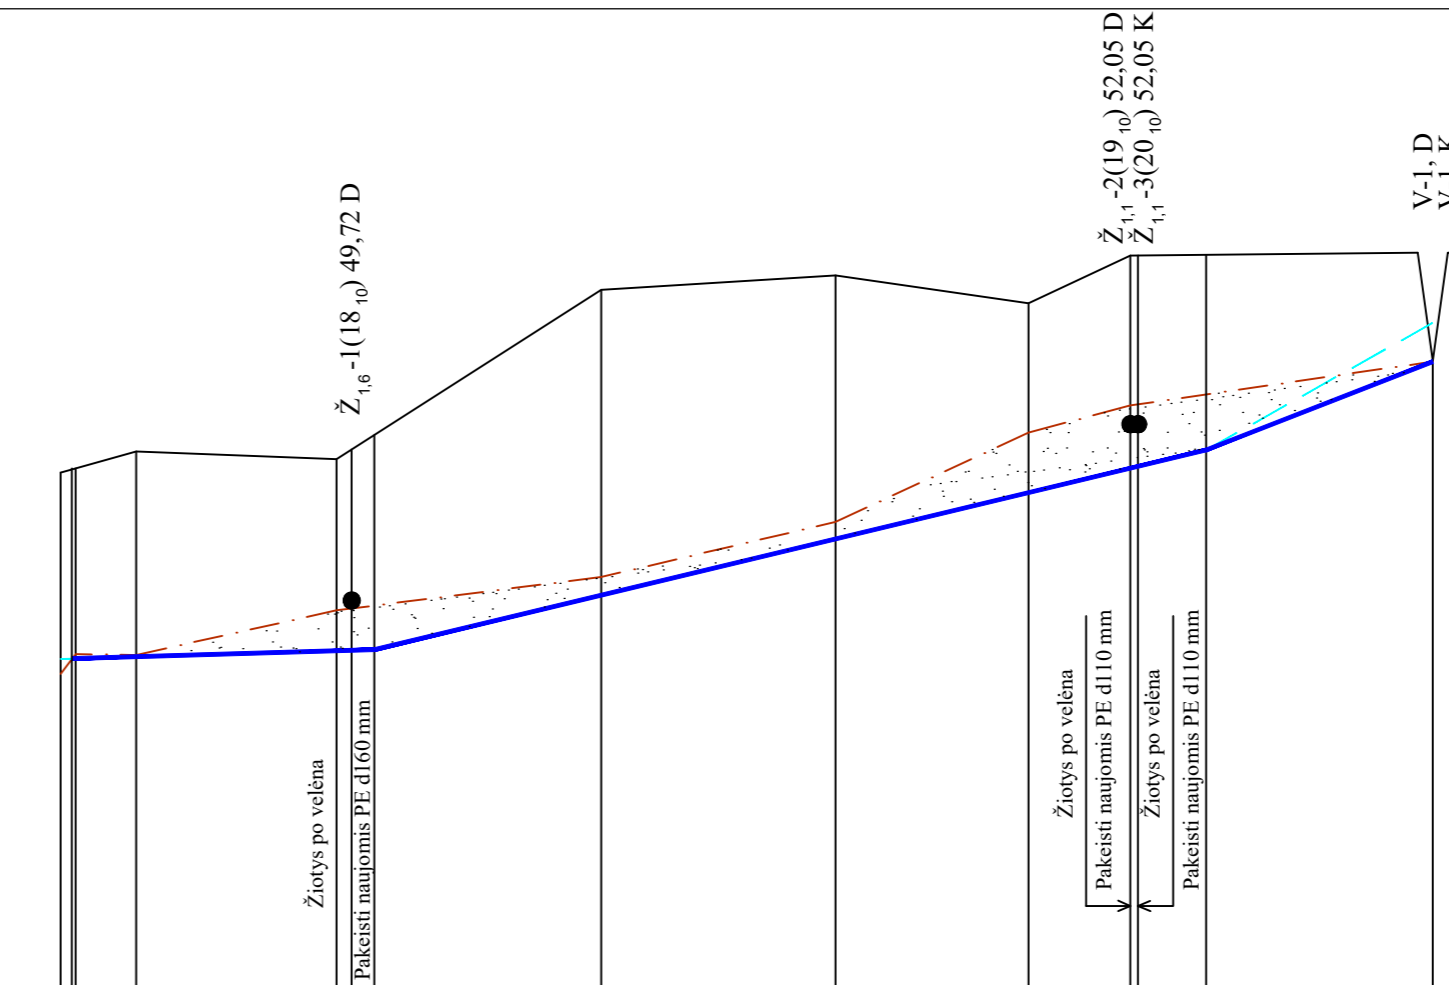 Ž1,6 -1(18 10) 49,72 D
Ž1,1 -2(19 10) 52,05 D
Ž1,1 -3(20 10) 52,05 K
V-1, D
V-1, K
Žiotys po velėna
Pakeisti naujomis PE d160 mm
Žiotys po velėna
Pakeisti naujomis PE d110 mm
Žiotys po velėna
Pakeisti naujomis PE d110 mm